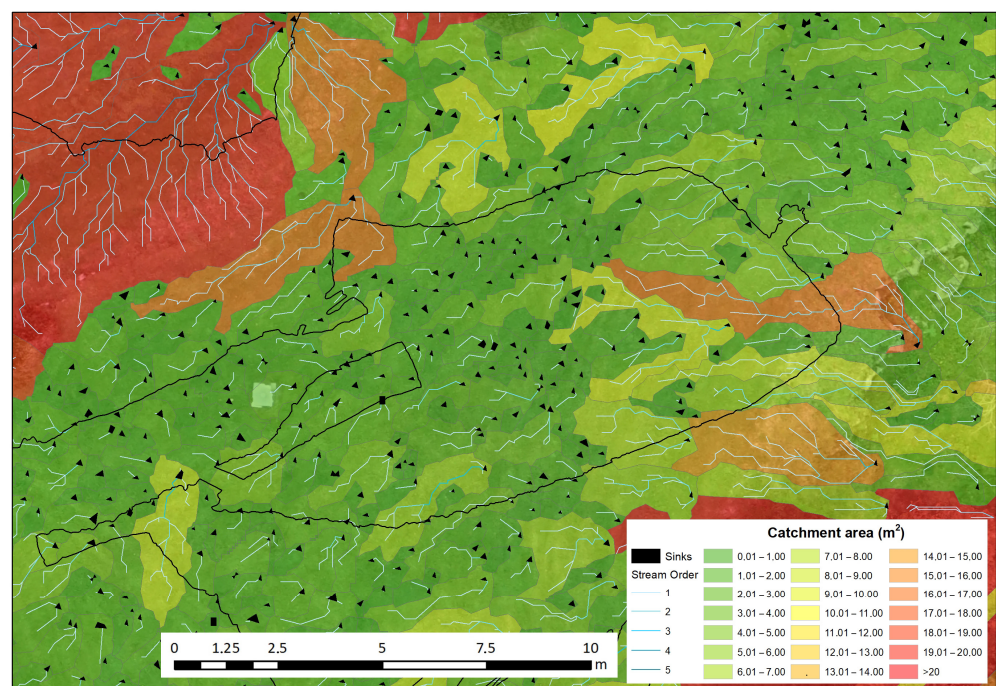 Catchment area (m²)
Sinks
Stream Order
1
2
3
4
5
0.01 – 1.00
1.01 – 2.00
2.01 – 3.00
3.01 – 4.00
4.01 – 5.00
5.01 – 6.00
6.01 – 7.00
7.01 – 8.00
8.01 – 9.00
9.01 – 10.00
10.01 – 11.00
11.01 – 12.00
12.01 – 13.00
13.01 – 14.00
14.01 – 15.00
15.01 – 16.00
16.01 – 17.00
17.01 – 18.00
18.01 – 19.00
19.01 – 20.00
>20
0 1.25 2.5 5 7.5 10
m